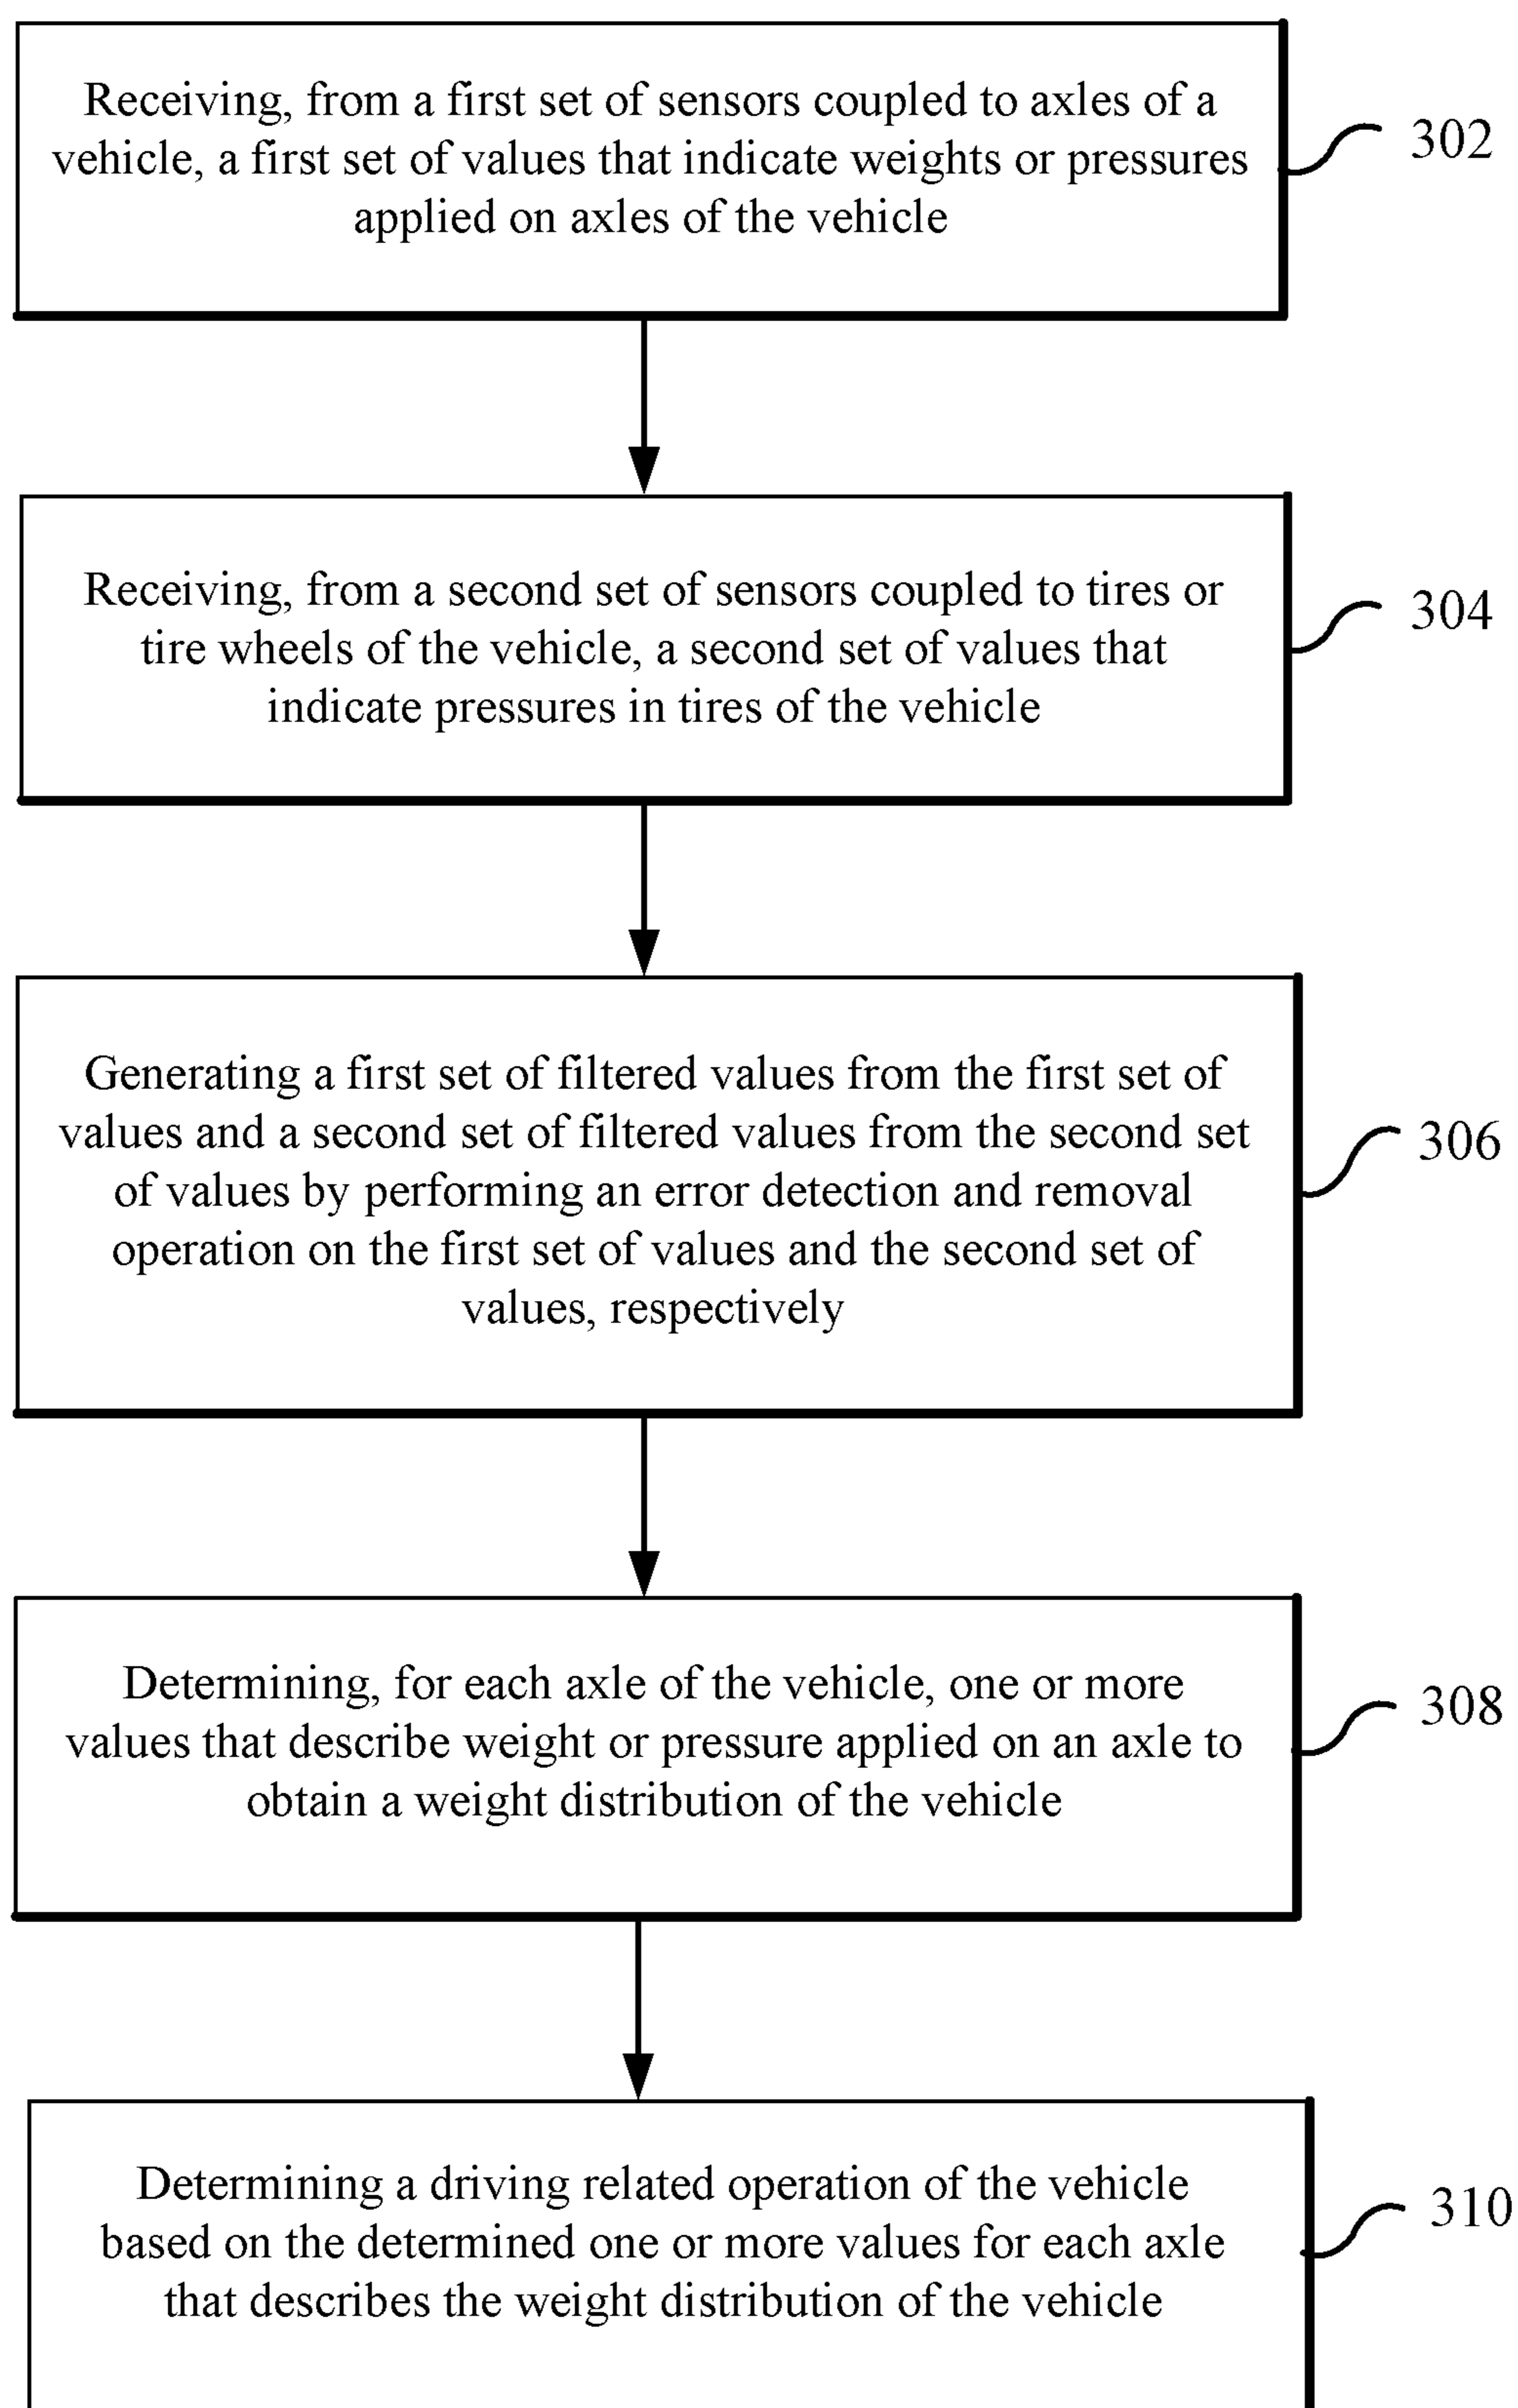 Receiving, from a first set of sensors coupled to axles of a
vehicle, a first set of values that indicate weights or pressures
applied on axles of the vehicle
302
Receiving, from a second set of sensors coupled to tires or
tire wheels of the vehicle, a second set of values that
indicate pressures in tires of the vehicle
304
Generating a first set of filtered values from the first set of
values and a second set of filtered values from the second set
of values by performing an error detection and removal
operation on the first set of values and the second set of
values, respectively
306
Determining, for each axle of the vehicle, one or more
values that describe weight or pressure applied on an axle to
obtain a weight distribution of the vehicle
308
Determining a driving related operation of the vehicle
based on the determined one or more values for each axle
that describes the weight distribution of the vehicle
310